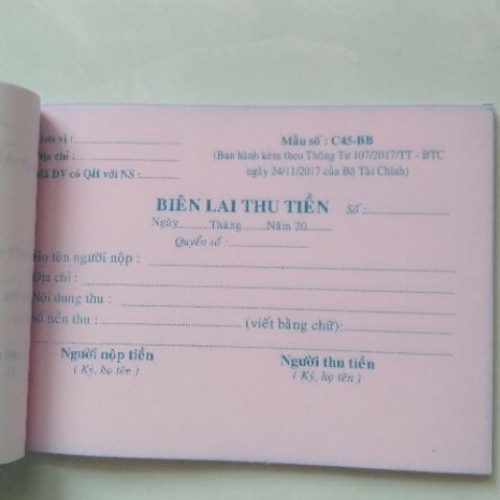 Đơn vị :
Mẫu số : C45-BB
Địa chỉ :
(Ban hành kèm theo Thông Tư 107/2017/TT - BTC
Mã ĐV có QH với NS :
ngày 24/11/2017 của Bộ Tài Chính)
BIÊN LAI THU TIỀN Số :
Ngày........Tháng........Năm 20......
Quyển số :
Họ tên người nộp :
Địa chỉ :
Nội dung thu :
Số tiền thu : (viết bằng chữ):
Người nộp tiền
Người thu tiền
( Ký, họ tên )
( Ký, họ tên )